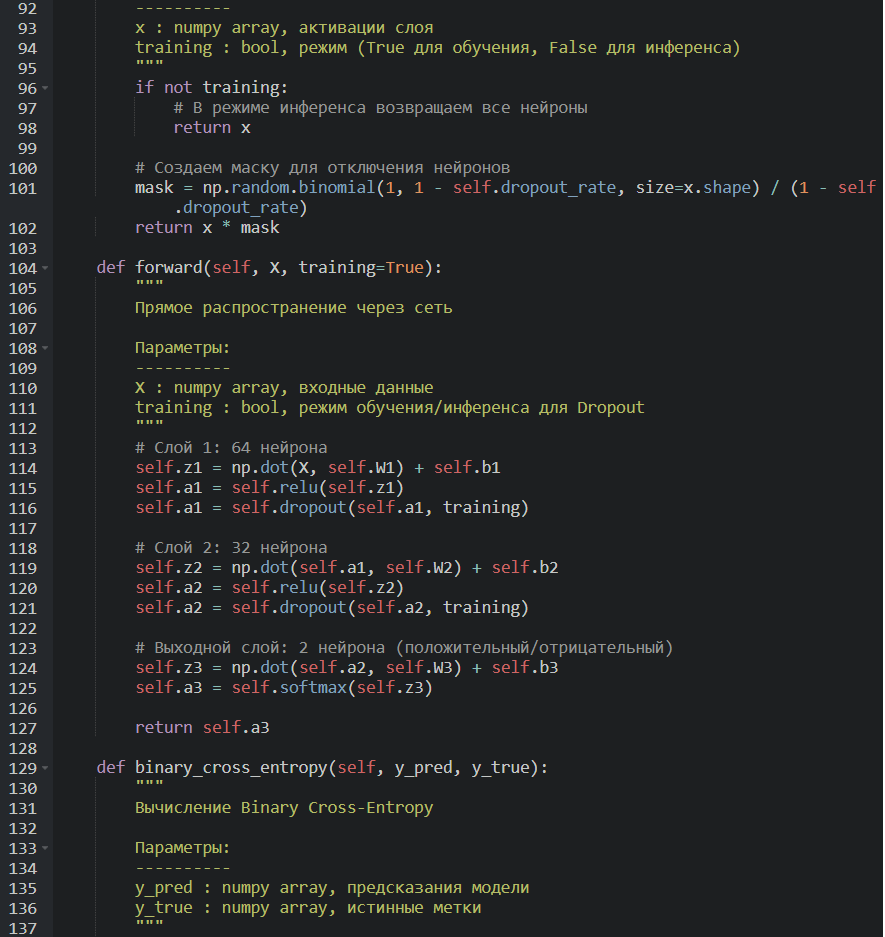 92         ----------
93         x : numpy array, активации слоя
94         training : bool, режим (True для обучения, False для инференса)
95         """
96         if not training:
97             # В режиме инференса возвращаем все нейроны
98             return x
99
100         # Создаем маску для отключения нейронов
101         mask = np.random.binomial(1, 1 - self.dropout_rate, size=x.shape) / (1 - self
            .dropout_rate)
102         return x * mask
103
104     def forward(self, X, training=True):
105         """
106         Прямое распространение через сеть
107
108         Параметры:
109         ----------
110         X : numpy array, входные данные
111         training : bool, режим обучения/инференса для Dropout
112         """
113         # Слой 1: 64 нейрона
114         self.z1 = np.dot(X, self.W1) + self.b1
115         self.a1 = self.relu(self.z1)
116         self.a1 = self.dropout(self.a1, training)
117
118         # Слой 2: 32 нейрона
119         self.z2 = np.dot(self.a1, self.W2) + self.b2
120         self.a2 = self.relu(self.z2)
121         self.a2 = self.dropout(self.a2, training)
122
123         # Выходной слой: 2 нейрона (положительный/отрицательный)
124         self.z3 = np.dot(self.a2, self.W3) + self.b3
125         self.a3 = self.softmax(self.z3)
126
127         return self.a3
128
129     def binary_cross_entropy(self, y_pred, y_true):
130         """
131         Вычисление Binary Cross-Entropy
132
133         Параметры:
134         ----------
135         y_pred : numpy array, предсказания модели
136         y_true : numpy array, истинные метки
137         """